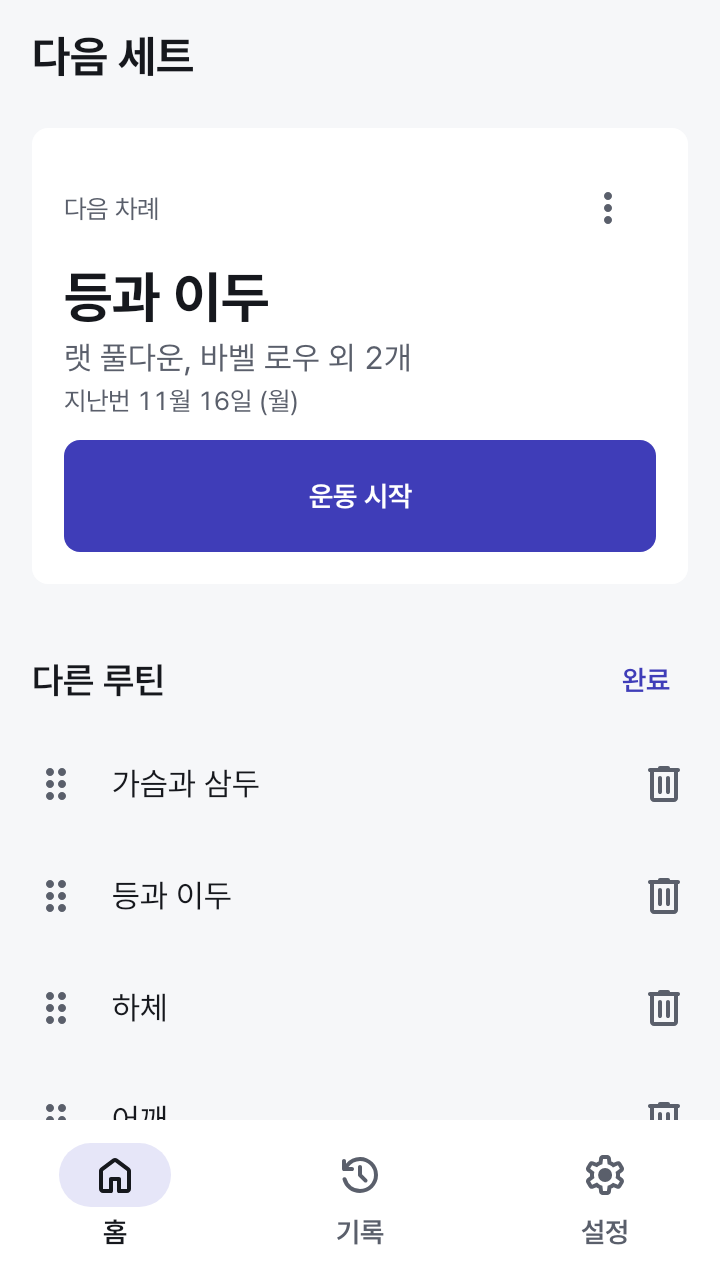 다음 세트
다음 차례
등과 이두
랫 풀다운, 바벨 로우 외 2개
지난번 11월 16일 (월)
운동 시작
다른 루틴
완료
가슴과 삼두
등과 이두
하체
어깨
홈
기록
설정